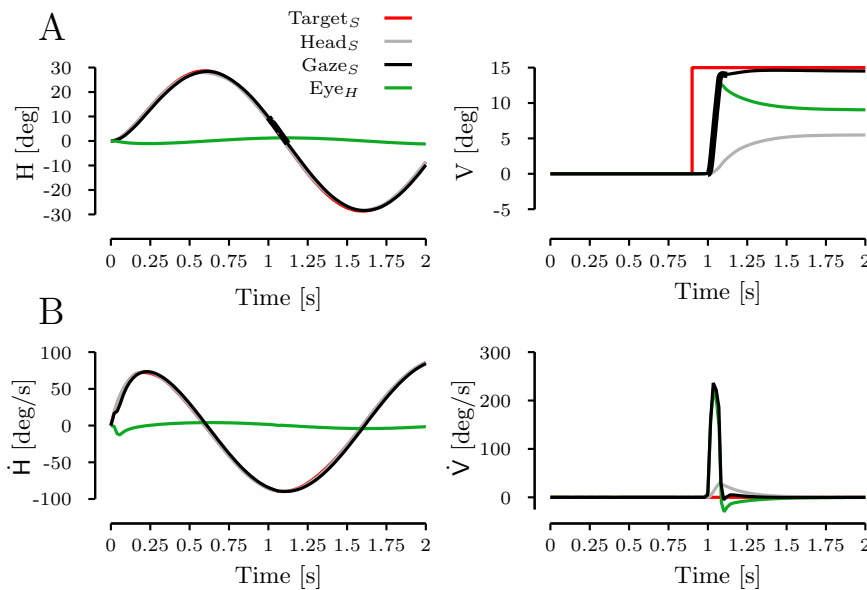 A
Target_S
Head_S
Gaze_S
Eye_H
H [deg]
30
20
10
0
-10
-20
-30
0 0.25 0.5 0.75 1 1.25 1.5 1.75 2
Time [s]
V [deg]
15
10
5
0
-5
0 0.25 0.5 0.75 1 1.25 1.5 1.75 2
Time [s]
B
Ḣ [deg/s]
100
50
0
-50
-100
0 0.25 0.5 0.75 1 1.25 1.5 1.75 2
Time [s]
V̇ [deg/s]
300
200
100
0
0 0.25 0.5 0.75 1 1.25 1.5 1.75 2
Time [s]